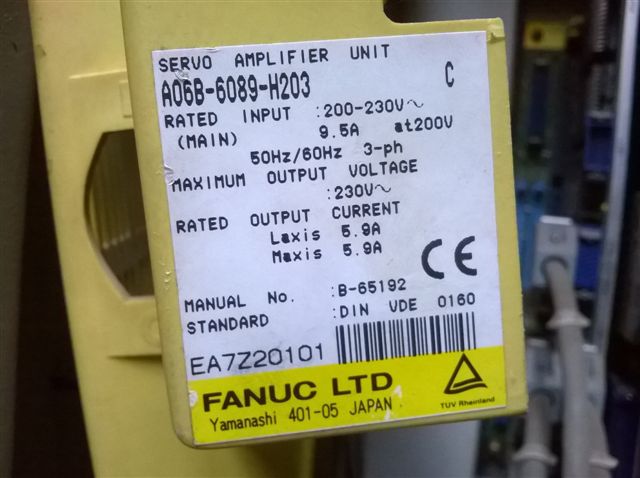 SERVO AMPLIFIER UNIT
A06B-6089-H203 C
RATED INPUT :200-230V~
(MAIN) 9.5A at200V
50Hz/60Hz 3-ph
MAXIMUM OUTPUT VOLTAGE
:230V~
RATED OUTPUT CURRENT
Laxis 5.9A
Maxis 5.9A
CE
MANUAL No. :B-65192
STANDARD :DIN VDE 0160
EA7Z20101
FANUC LTD
Yamanashi 401-05 JAPAN
TUV Rheinland